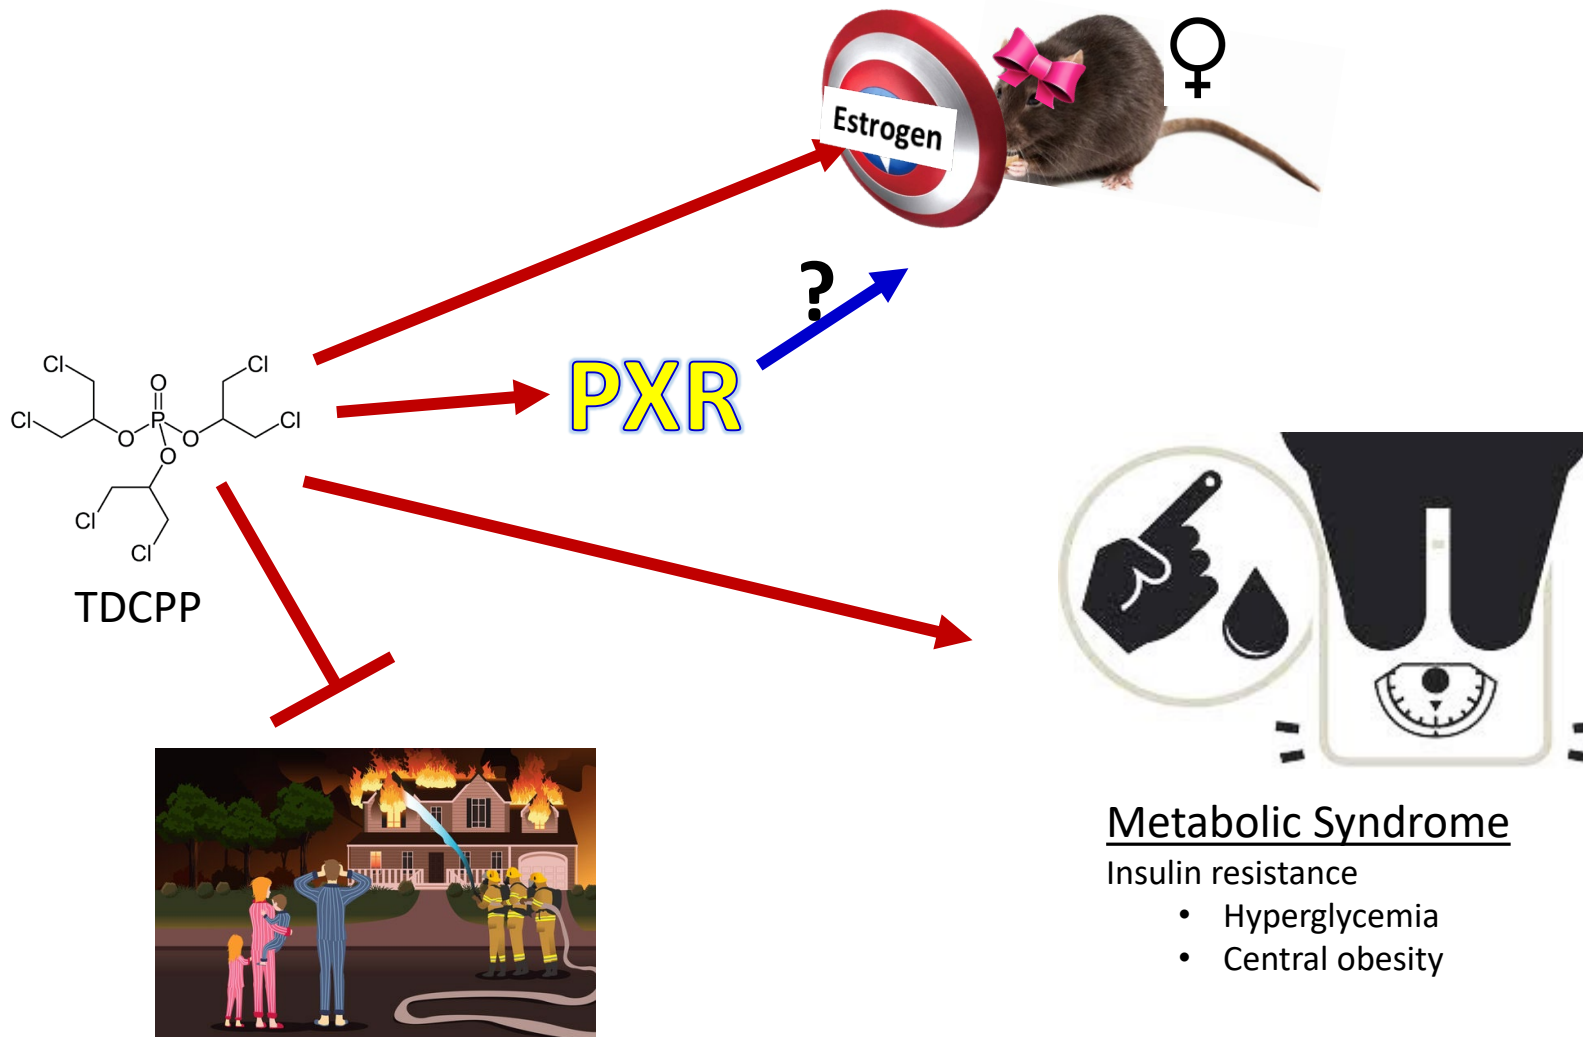 ♀
Estrogen
?
PXR
Cl
Cl
O
Cl
P
Cl
O
O
O
Cl
Cl
TDCPP
Metabolic Syndrome
Insulin resistance
• Hyperglycemia
• Central obesity